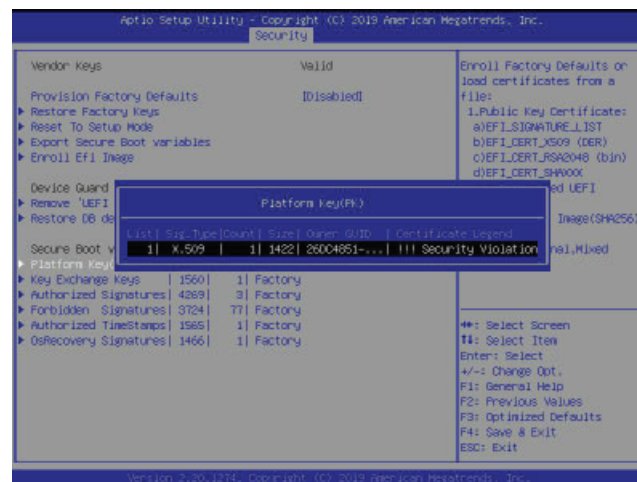 Aptio Setup Utility - Copyright (C) 2019 American Megatrends, Inc.
Security
Vendor Keys Valid
Provision Factory Defaults [Disabled]
Restore Factory Keys
Reset To Setup Mode
Export Secure Boot variables
Enroll Efi Image
Device Guard
Remove 'UEFI
Restore DB de
Secure Boot v
Platform Key(
Key Exchange Keys | 1560| 1| Factory
Authorized Signatures| 4269| 3| Factory
Forbidden Signatures| 3724| 77| Factory
Authorized TimeStamps| 1565| 1| Factory
OsRecovery Signatures| 1466| 1| Factory
Platform Key(PK)
List| Sig.Type|Count| Size| Owner GUID | Certificate Legend
1| X.509 | 1| 1422| 26DC4851-...| !!! Security Violation
Enroll Factory Defaults or
load certificates from a
file:
1.Public Key Certificate:
a)EFI_SIGNATURE_LIST
b)EFI_CERT_X509 (DER)
c)EFI_CERT_RSA2048 (bin)
d)EFI_CERT_SHAXXX
ed UEFI
Image(SHA256)
nal,Mixed
: Select Screen
: Select Item
Enter: Select
+/-: Change Opt.
F1: General Help
F2: Previous Values
F3: Optimized Defaults
F4: Save & Exit
ESC: Exit
Version 2.20.1274. Copyright (C) 2019 American Megatrends, Inc.